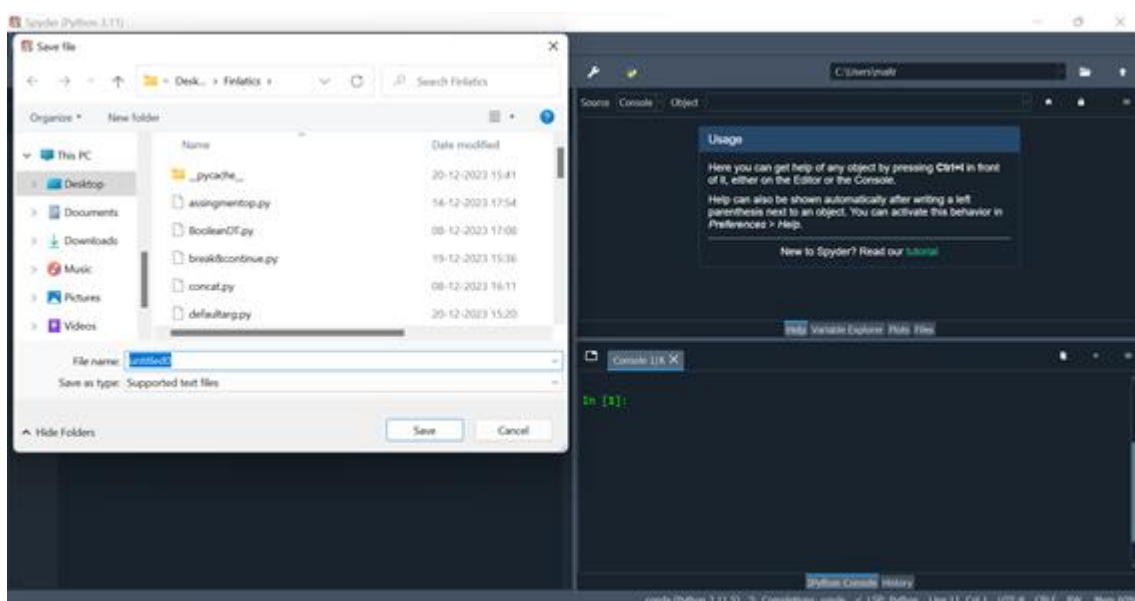 Spyder (Python 3.11)
Save file
Desk... › Finlatics ›
Search Finlatics
Organize
New folder
Name
Date modified
This PC
Desktop
Documents
Downloads
Music
Pictures
Videos
__pycache__
20-12-2023 15:41
assingmentop.py
14-12-2023 17:54
BooleanDT.py
08-12-2023 17:08
break&continue.py
19-12-2023 15:36
concat.py
08-12-2023 16:11
defaultarg.py
20-12-2023 15:20
File name: untitled0
Save as type: Supported text files
Hide Folders
Save
Cancel
Source Console Object
Usage
Here you can get help of any object by pressing Ctrl+I in front
of it, either on the Editor or the Console.
Help can also be shown automatically after writing a left
parenthesis next to an object. You can activate this behavior in
Preferences > Help.
New to Spyder? Read our tutorial
Help Variable Explorer Plots Files
Console 1/A
In [1]:
IPython Console History